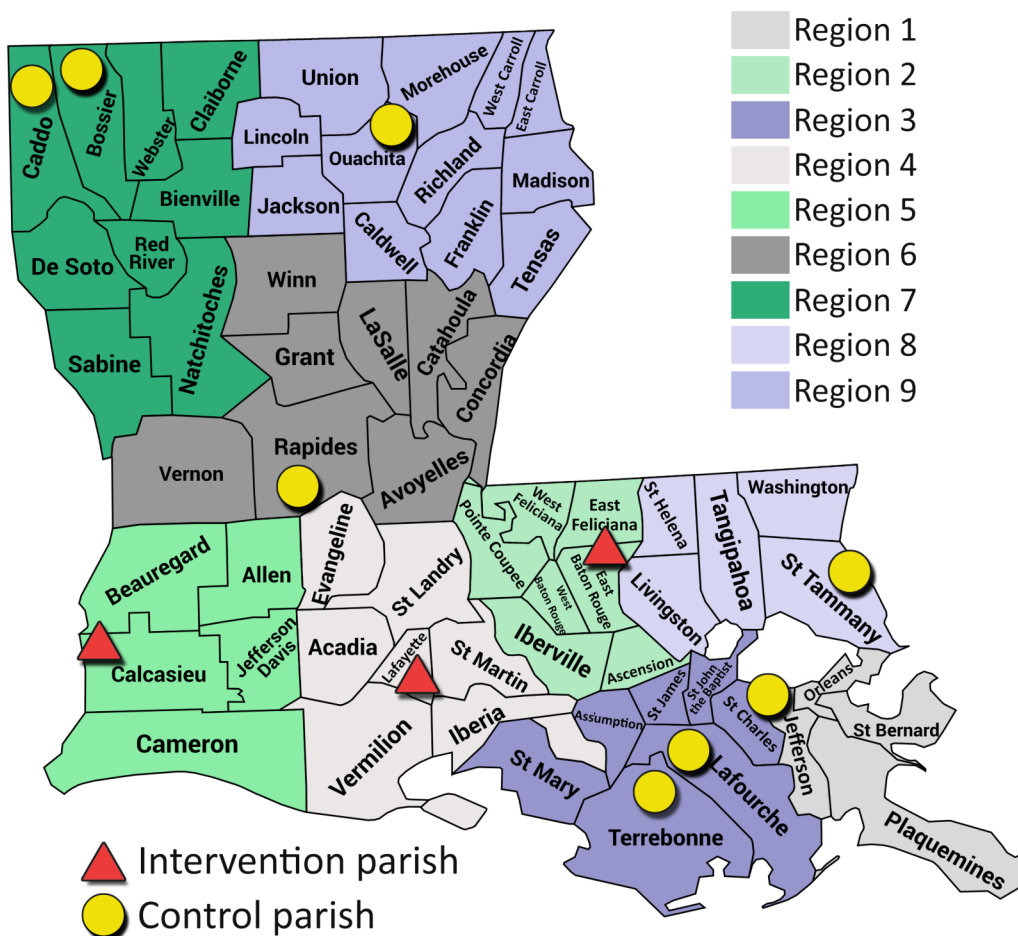 Region 1
Region 2
Region 3
Region 4
Region 5
Region 6
Region 7
Region 8
Region 9
Caddo
Bossier
Webster
Claiborne
Union
Morehouse
West Carroll
East Carroll
Lincoln
Ouachita
Richland
Madison
Bienville
Jackson
Caldwell
Franklin
Tensas
De Soto
Red
River
Natchitoches
Winn
Sabine
Grant
LaSalle
Catahoula
Concordia
Vernon
Rapides
Avoyelles
Beauregard
Allen
Evangeline
St Landry
Pointe Coupee
West
Feliciana
East
Feliciana
St Helena
Tangipahoa
Washington
St Tammany
West
Baton Rouge
East
Baton Rouge
Livingston
Calcasieu
Jefferson
Davis
Acadia
Lafayette
St Martin
Iberville
Ascension
Cameron
Vermilion
Iberia
Assumption
St James
St John
the Baptist
St Charles
Jefferson
Orleans
St Bernard
Plaquemines
St Mary
Terrebonne
Lafourche
Intervention parish
Control parish